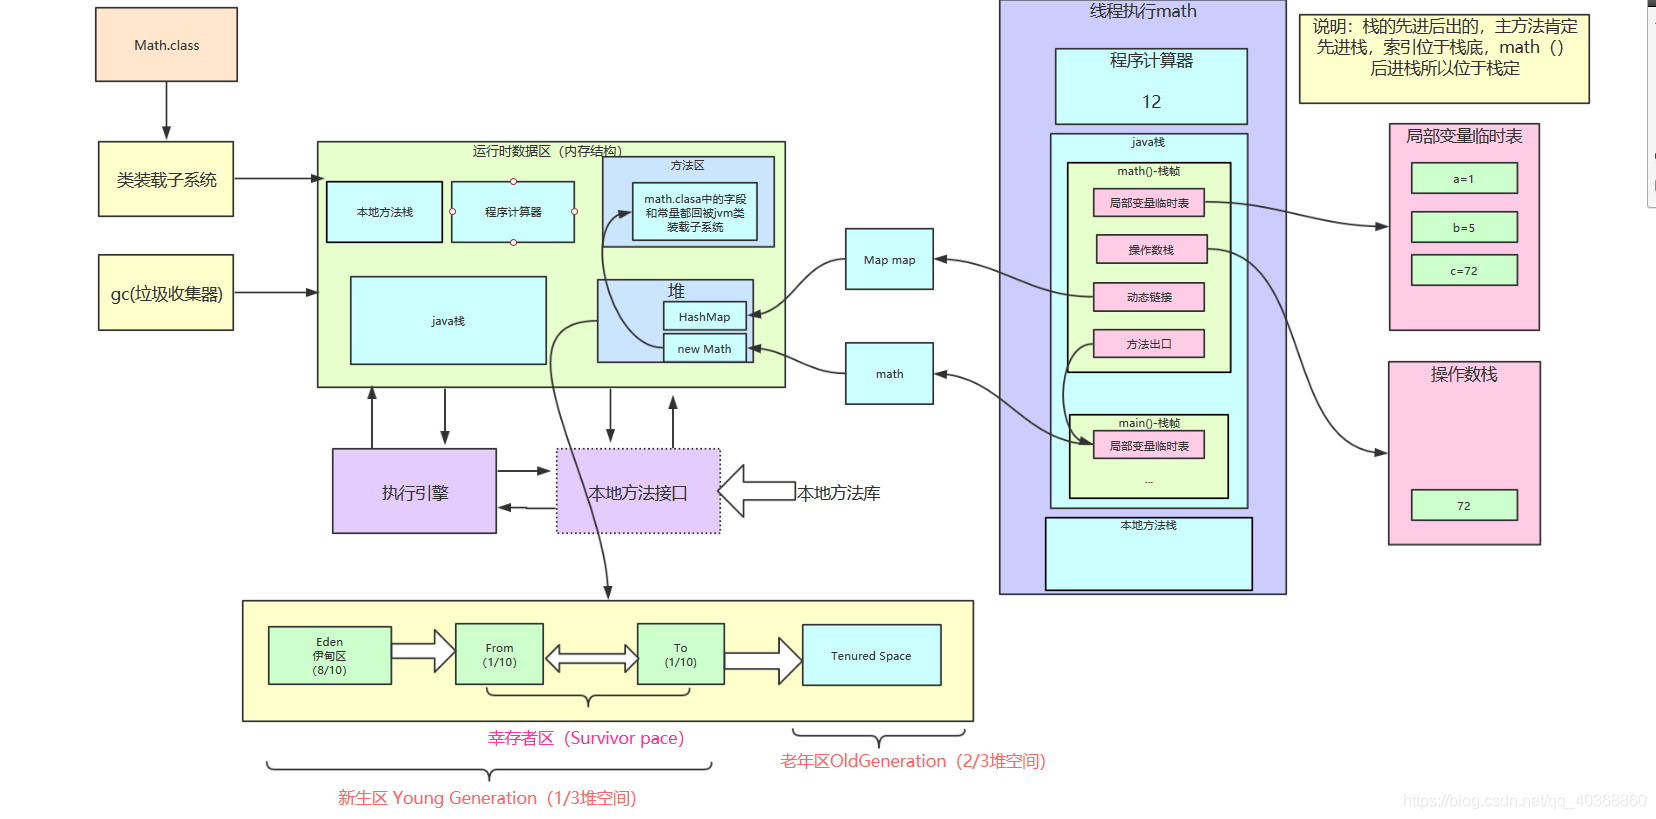 Math.class
类装载子系统
gc(垃圾收集器)
运行时数据区（内存结构）
本地方法栈
程序计算器
方法区
math.clasa中的字段
和常量都回被jvm类
装载子系统
java栈
堆
HashMap
new Math
Map map
math
执行引擎
本地方法接口
本地方法库
线程执行math
程序计算器
12
java栈
math()-栈帧
局部变量临时表
操作数栈
动态链接
方法出口
main()-栈帧
局部变量临时表
...
本地方法栈
说明：栈的先进后出的，主方法肯定
先进栈，索引位于栈底，math（）
后进栈所以位于栈定
局部变量临时表
a=1
b=5
c=72
操作数栈
72
Eden
伊甸区
（8/10）
From
（1/10）
To
(1/10)
Tenured Space
幸存者区（Survivor pace）
老年区OldGeneration（2/3堆空间）
新生区 Young Generation（1/3堆空间）
https://blog.csdn.net/qq_40368860